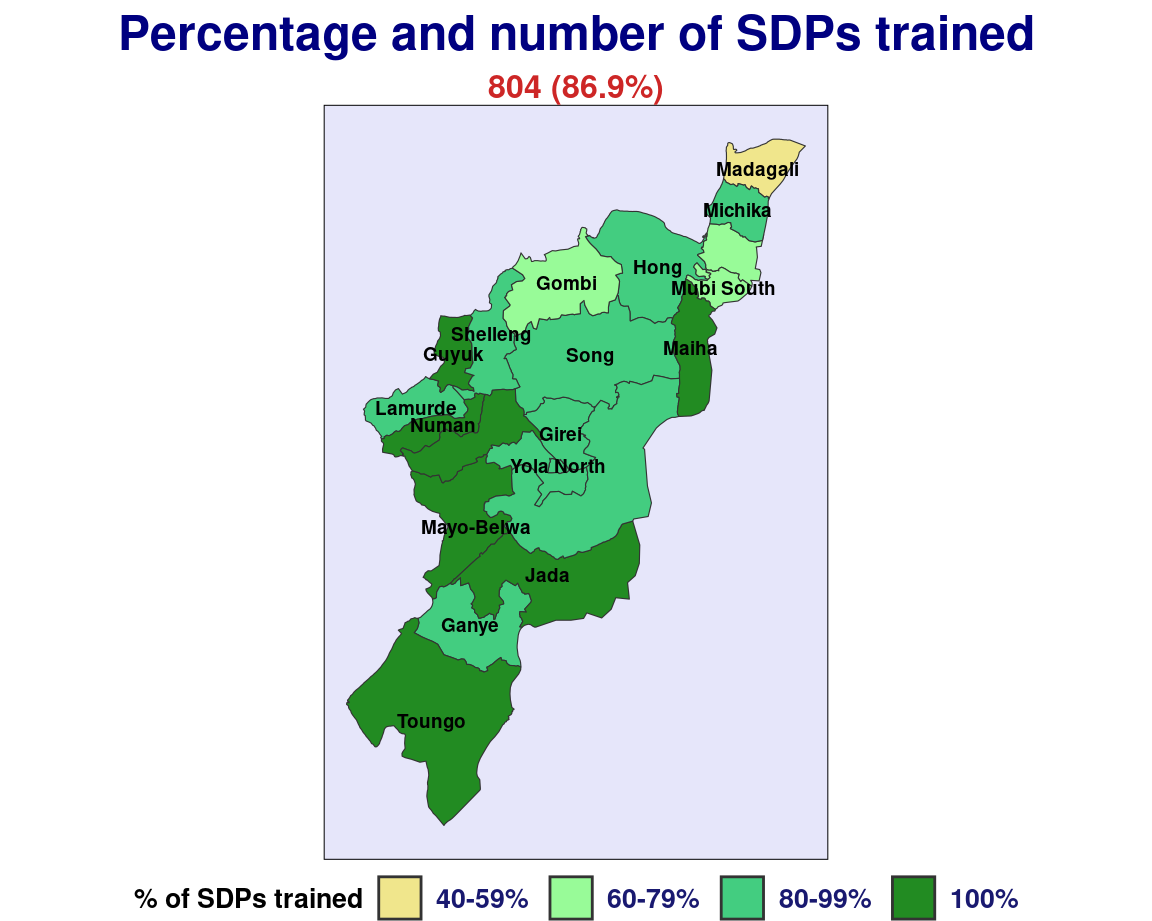 Percentage and number of SDPs trained
804 (86.9%)
Madagali
Michika
Hong
Gombi
Mubi South
Shelleng
Guyuk
Song
Maiha
Lamurde
Numan
Girei
Yola North
Mayo-Belwa
Jada
Ganye
Toungo
% of SDPs trained 40-59% 60-79% 80-99% 100%